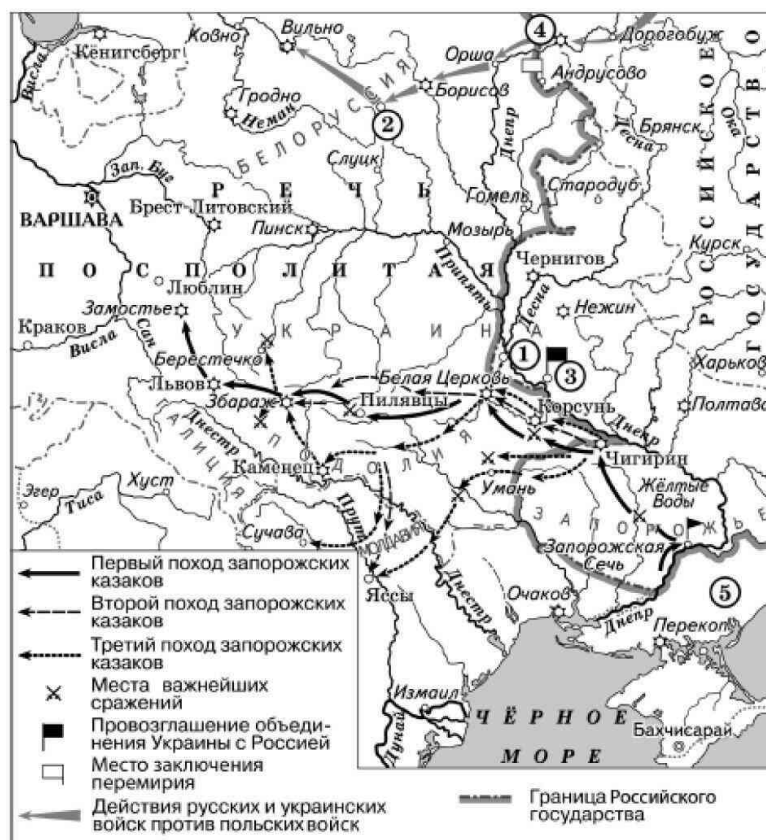 Кёнигсберг
Ковно
Вильно
4
Дорогобуж
Висла
Орша
Андрусово
Борисов
Гродно
Неман
2
БЕЛОРУССИЯ
Слуцк
Днепр
Десна
Брянск
Ока
РОССИЙСКОЕ
ГОСУДАРСТВО
Зап. Буг
РЕЧЬ
Стародуб
ВАРШАВА
Брест-Литовский
Гомель
Пинск
Мозырь
Курск
ПОСПОЛИТАЯ
Припять
Чернигов
Люблин
Десна
Нежин
Замостье
УКРАИНА
Краков
Висла
Сан
Берестечко
1
3
Харьков
Львов
Белая Церковь
Збараж
Пилявцы
Корсунь
Полтава
Днепр
ГАЛИЦИЯ
Днестр
ПОДОЛИЯ
Чигирин
Каменец
Умань
Жёлтые
Воды
Эгер
Хуст
Тиса
Прут
ЗАПОРОЖЬЕ
Сучава
МОЛДАВИЯ
Запорожская
Сечь
Яссы
Днестр
Очаков
Днепр
5
Перекоп
Измаил
Дунай
ЧЁРНОЕ
МОРЕ
Бахчисарай
Первый поход запорожских
казаков
Второй поход запорожских
казаков
Третий поход запорожских
казаков
Места важнейших
сражений
Провозглашение объеди-
нения Украины с Россией
Место заключения
перемирия
Действия русских и украинских
войск против польских войск
Граница Российского
государства